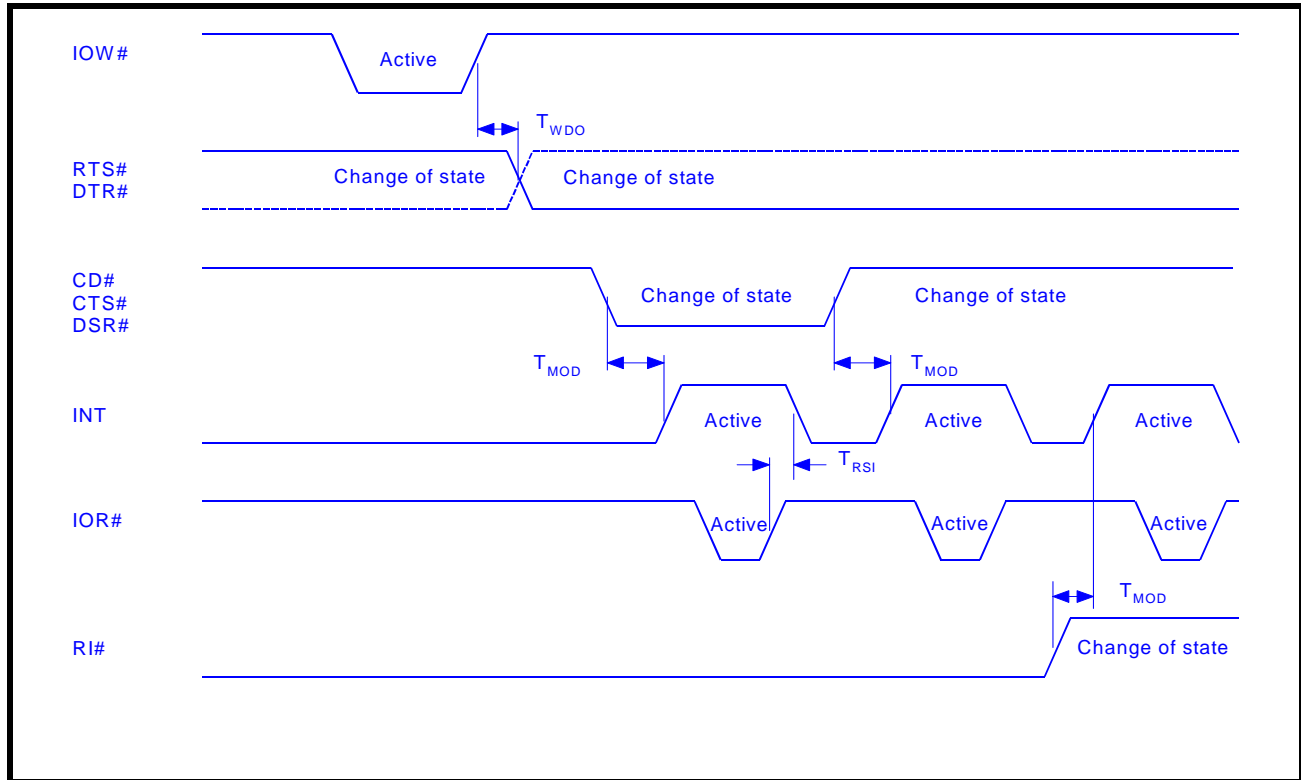 IOW#
Active
TWDO
RTS#
DTR#
Change of state
Change of state
CD#
CTS#
DSR#
Change of state
Change of state
TMOD
TMOD
INT
Active
Active
Active
TRSI
IOR#
Active
Active
Active
TMOD
RI#
Change of state